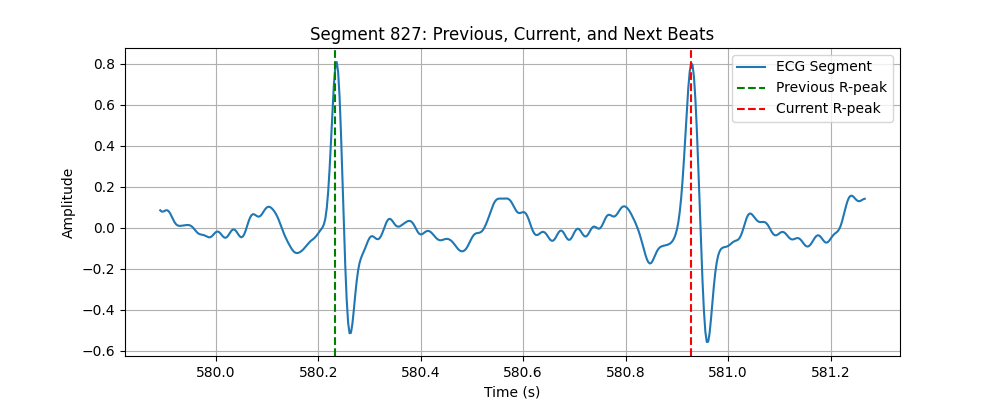 Segment 827: Previous, Current, and Next Beats
ECG Segment
Previous R-peak
Current R-peak
Amplitude
0.8
0.6
0.4
0.2
0.0
−0.2
−0.4
−0.6
580.0 580.2 580.4 580.6 580.8 581.0 581.2
Time (s)